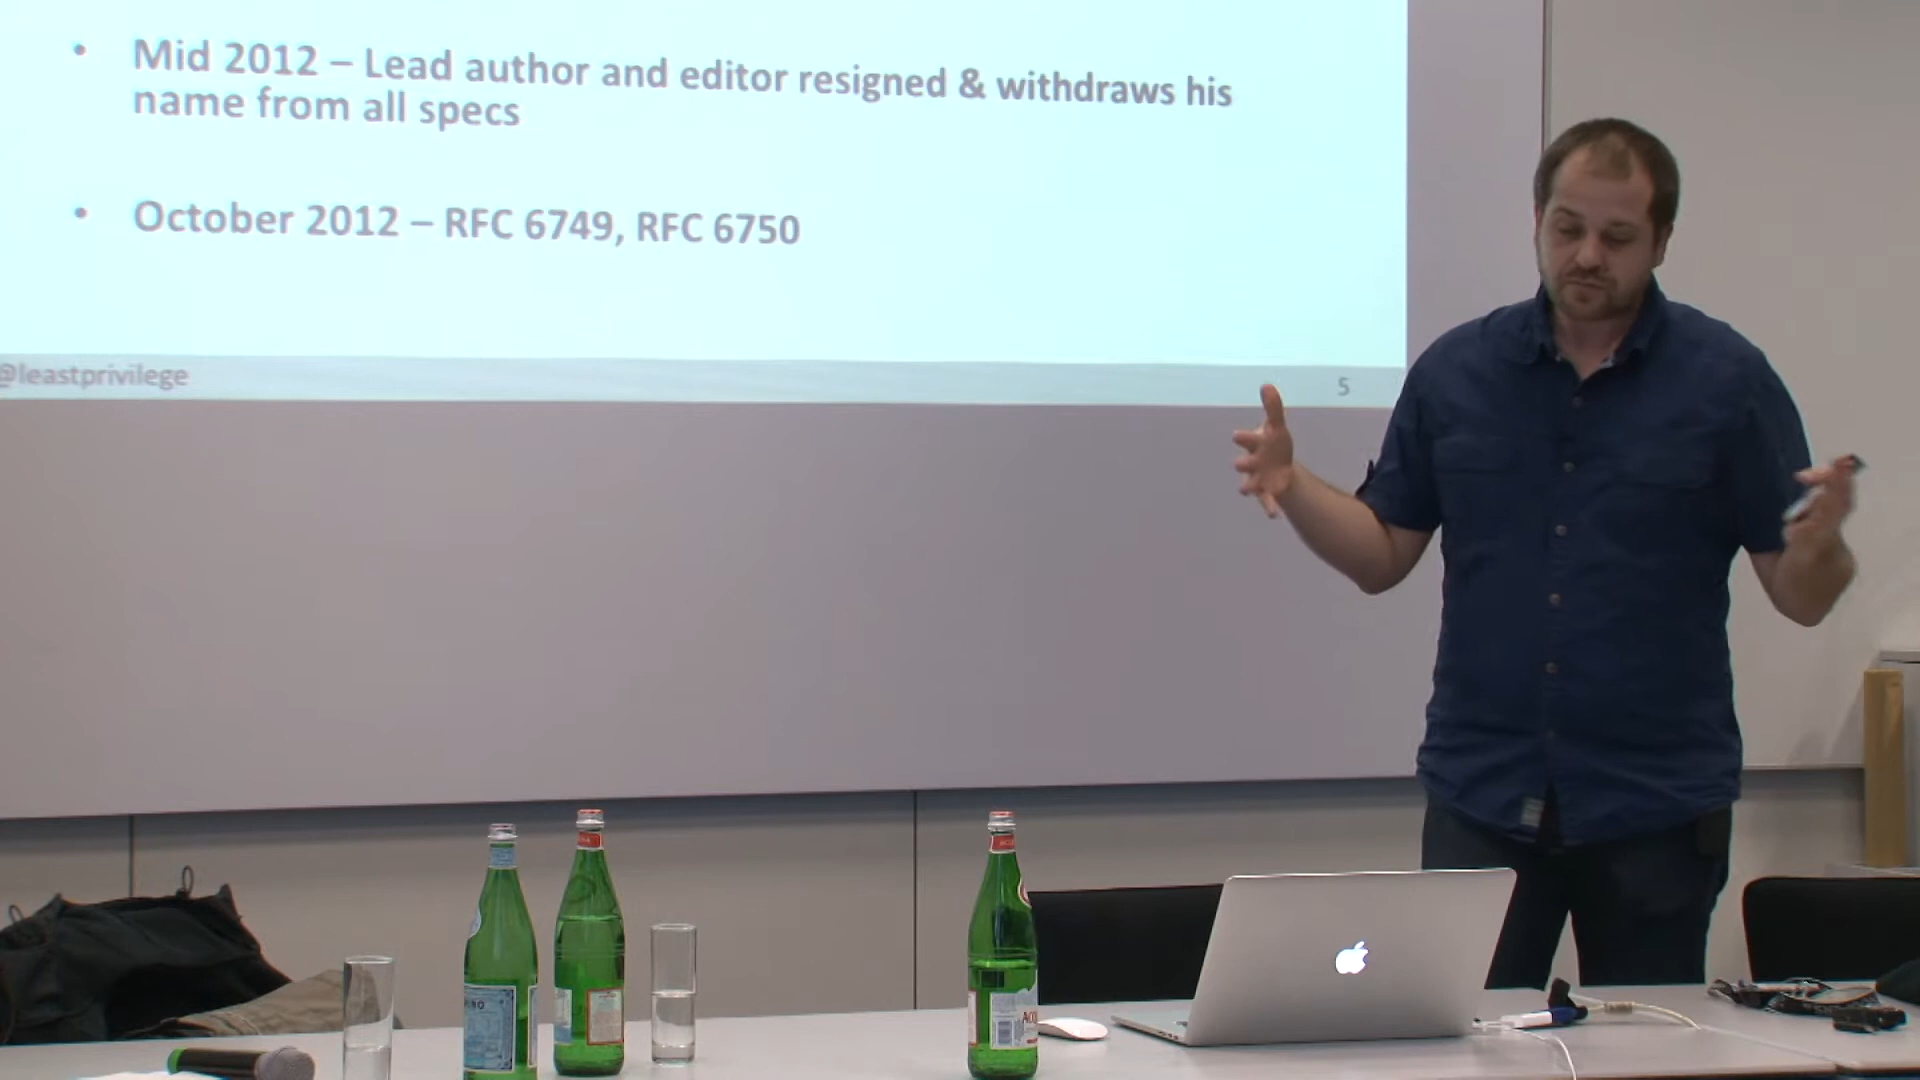 • Mid 2012 – Lead author and editor resigned & withdraws his
name from all specs
• October 2012 – RFC 6749, RFC 6750
@leastprivilege
5